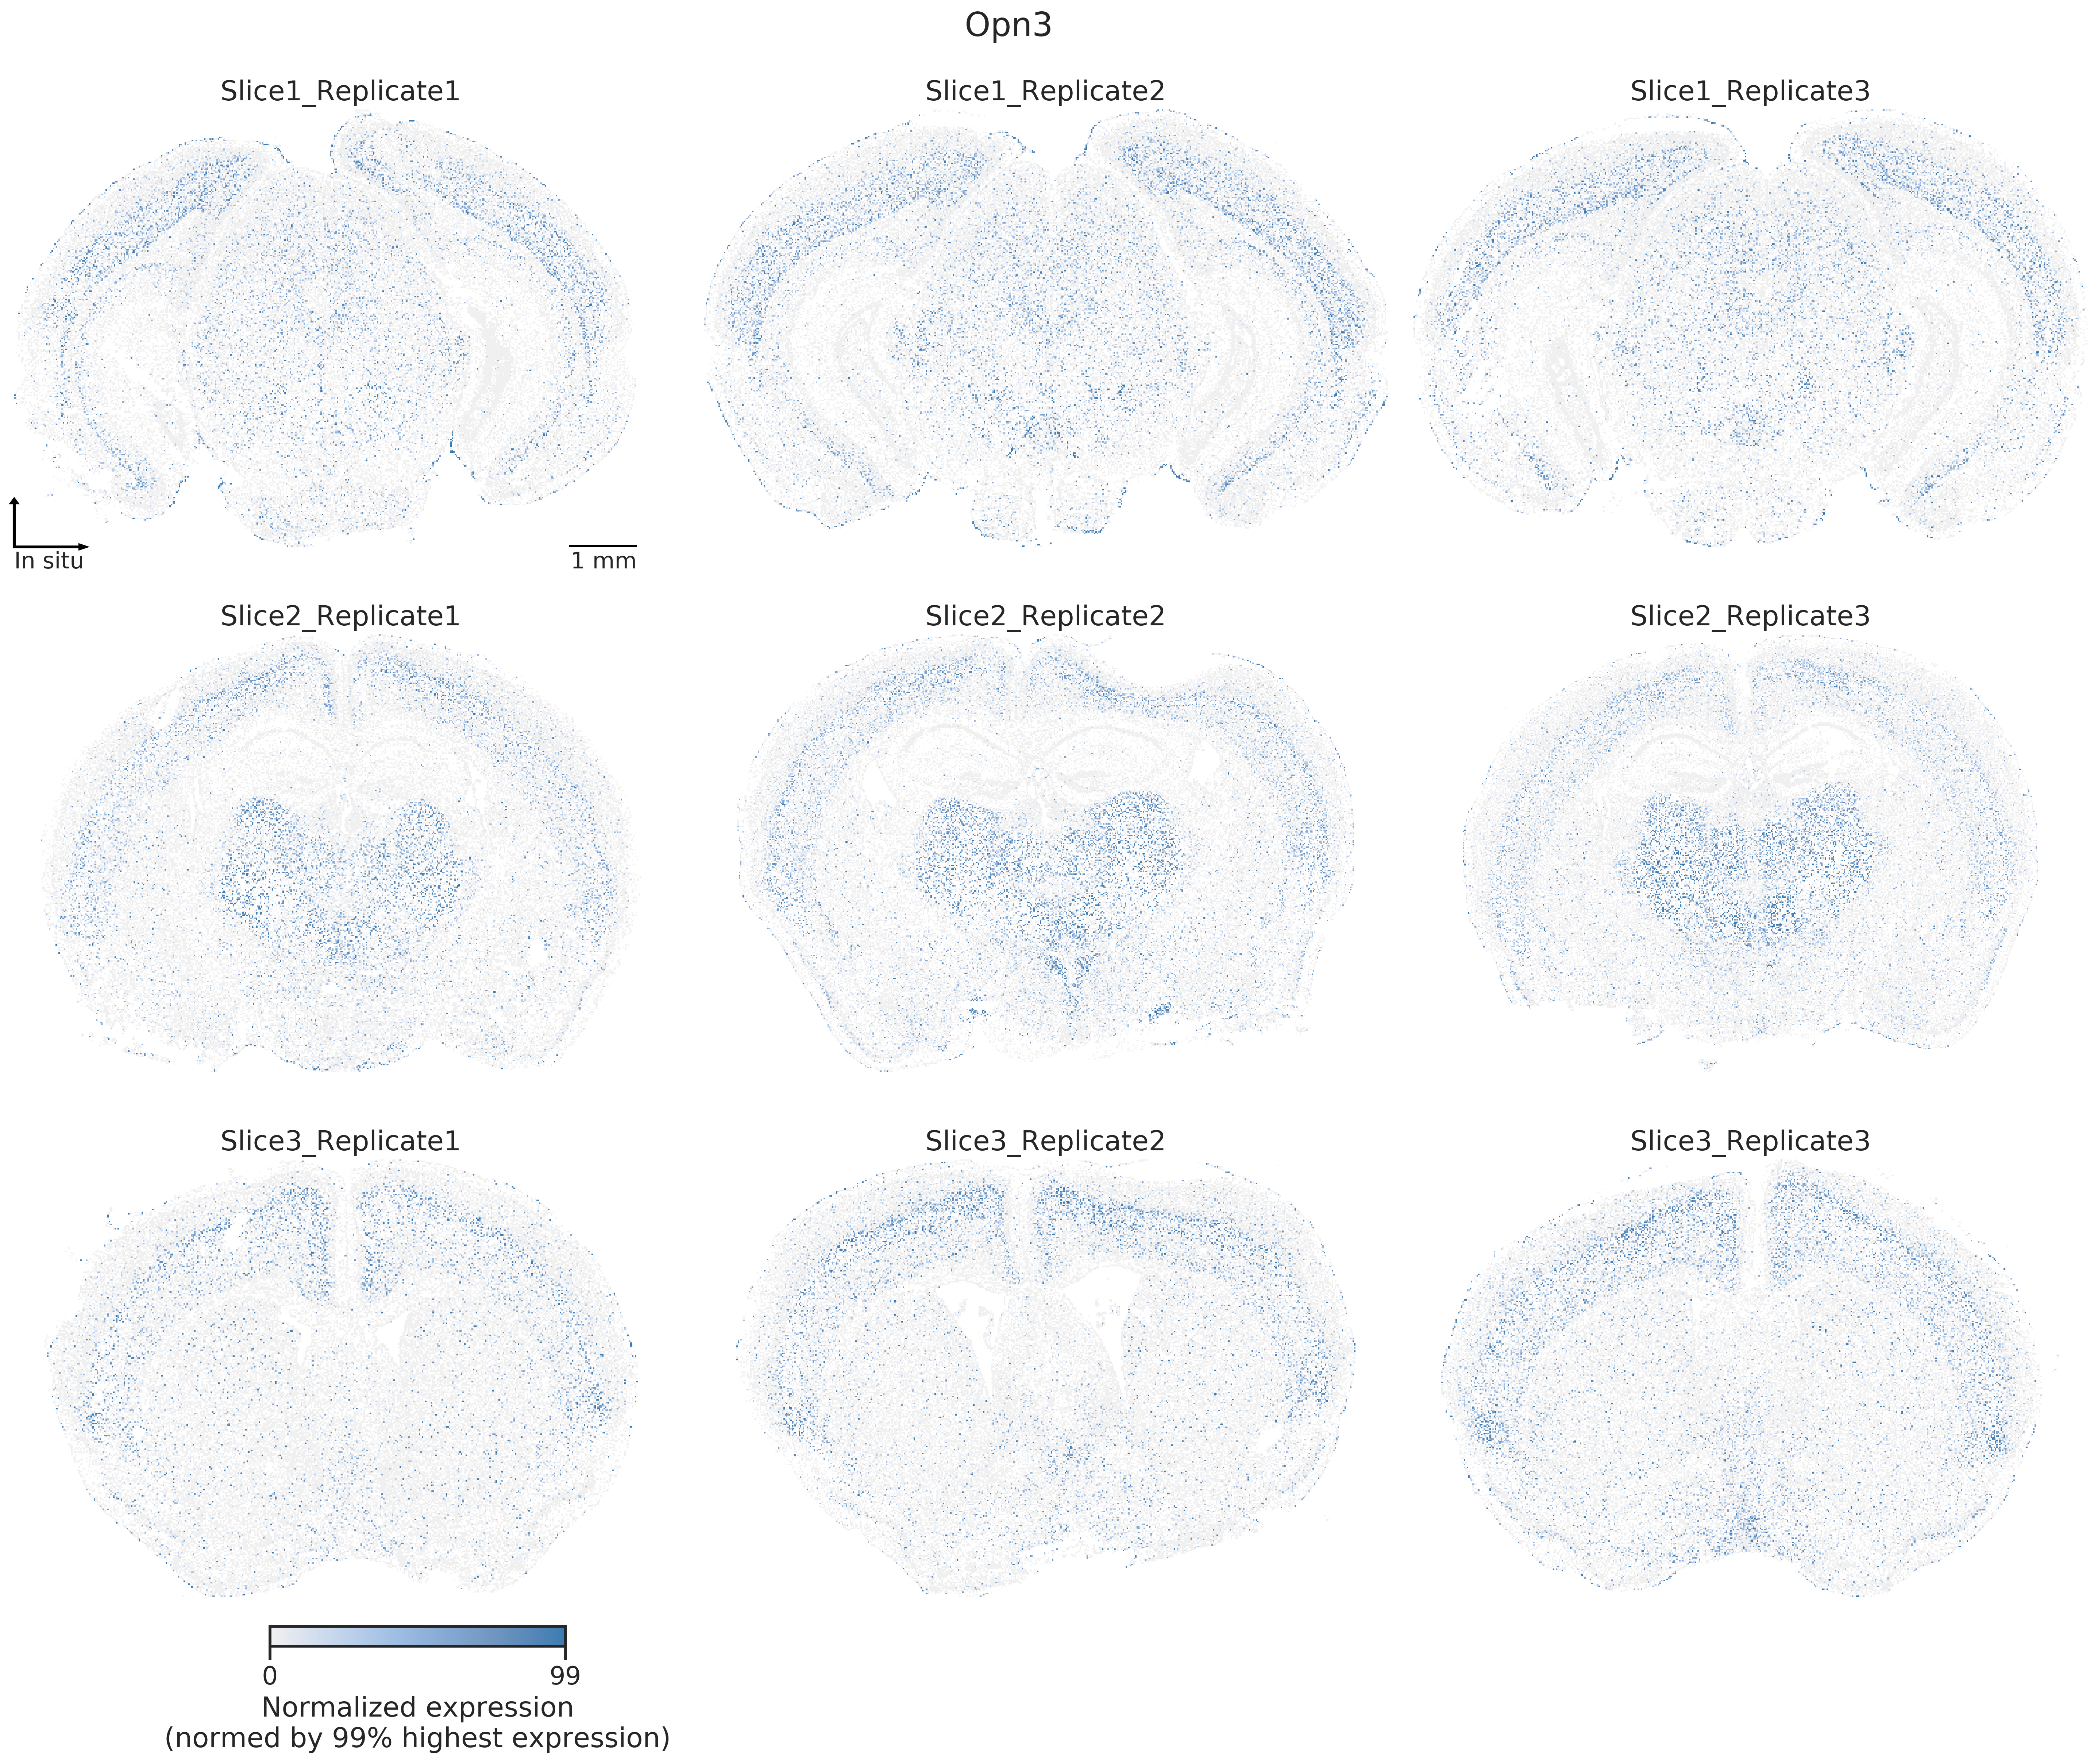 Opn3
Slice1_Replicate1
Slice1_Replicate2
Slice1_Replicate3
In situ
1 mm
Slice2_Replicate1
Slice2_Replicate2
Slice2_Replicate3
Slice3_Replicate1
Slice3_Replicate2
Slice3_Replicate3
0
99
Normalized expression
(normed by 99% highest expression)